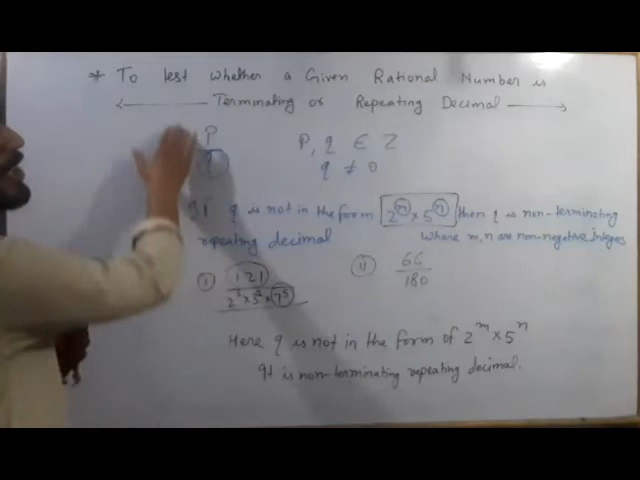 * To test whether a Given Rational Number is
Terminating or Repeating Decimal
P/q P, q ∈ Z
q ≠ 0
If q is not in the form 2^m × 5^n then q is non-terminating
repeating decimal where m, n are non-negative integers
(i) 121 / 2^2 × 5^2 × 7^5 (ii) 66/180
Here q is not in the form of 2^m × 5^n
It is non-terminating repeating decimal.